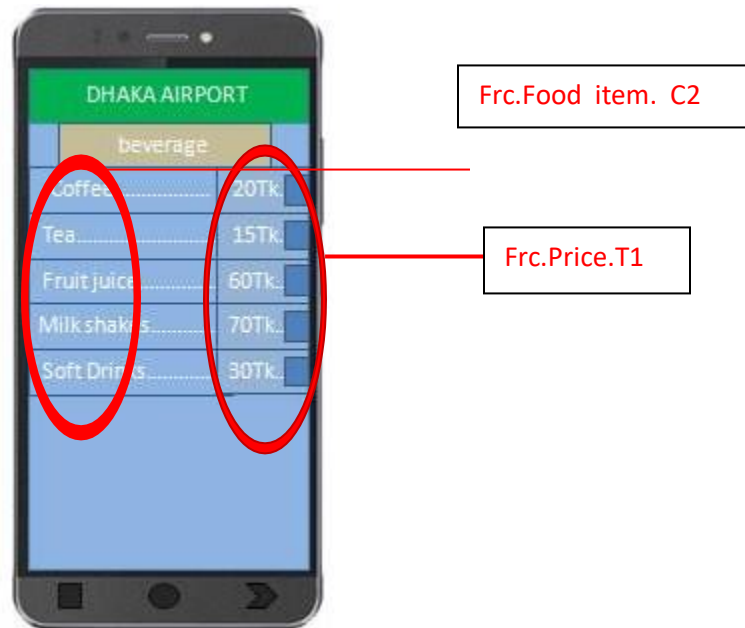 DHAKA AIRPORT
beverage
Coffee............... 20Tk.
Tea........................ 15Tk.
Fruit juice............ 60Tk.
Milk shakes............ 70Tk.
Soft Drinks............ 30Tk.
Frc.Food item. C2
Frc.Price.T1